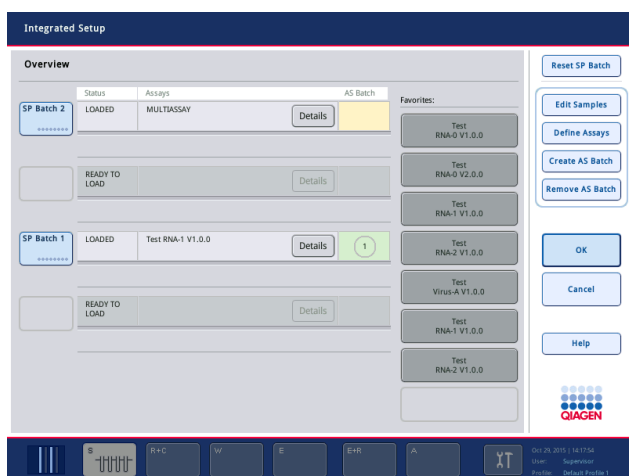 Integrated Setup
Overview
Reset SP Batch
Status Assays AS Batch
Favorites:
SP Batch 2 LOADED MULTIASSAY Details
Edit Samples
Define Assays
Create AS Batch
Remove AS Batch
Test
RNA-0 V1.0.0
READY TO
LOAD
Details
Test
RNA-0 V2.0.0
Test
RNA-1 V1.0.0
SP Batch 1 LOADED Test RNA-1 V1.0.0 Details 1
Test
RNA-2 V1.0.0
OK
Test
Virus-A V1.0.0
Cancel
READY TO
LOAD
Details
Test
RNA-1 V1.0.0
Help
Test
RNA-2 V1.0.0
QIAGEN
S R+C W E E+R A
Oct 29, 2015 | 14:17:54
User: Supervisor
Profile: Default Profile 1